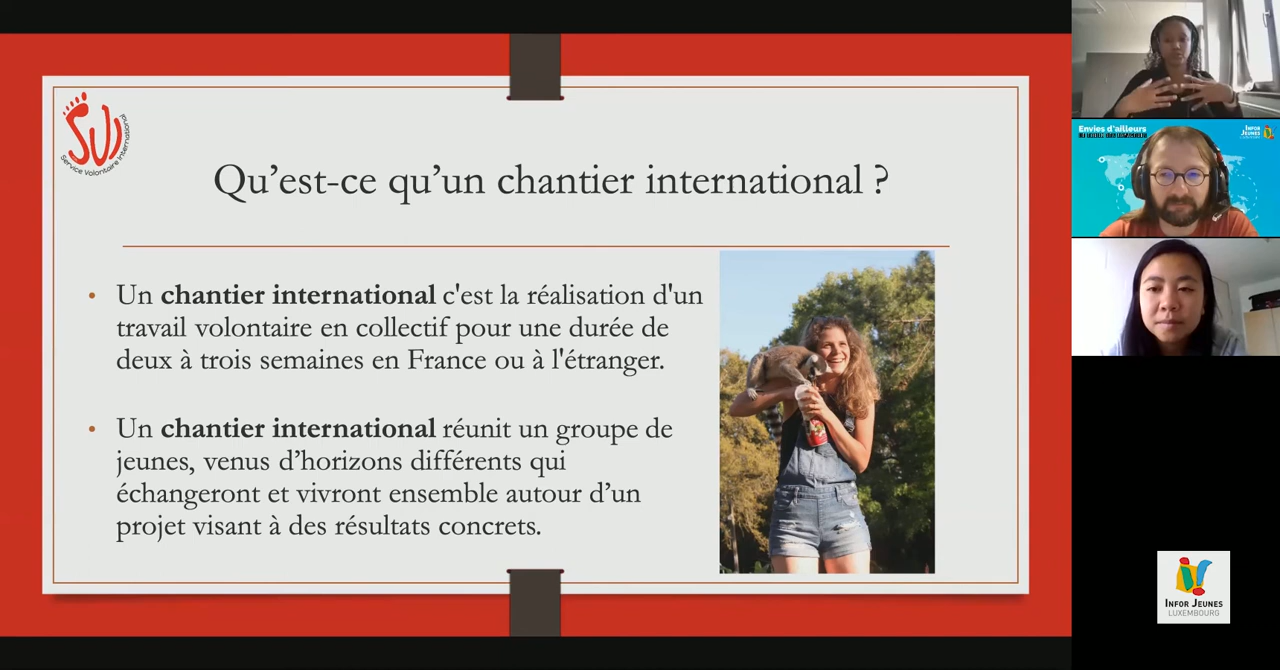 SVI
Service Volontaire International
Qu’est-ce qu’un chantier international ?
• Un chantier international c'est la réalisation d'un
travail volontaire en collectif pour une durée de
deux à trois semaines en France ou à l'étranger.
• Un chantier international réunit un groupe de
jeunes, venus d’horizons différents qui
échangeront et vivront ensemble autour d’un
projet visant à des résultats concrets.
Envies d’ailleurs
INFOR
JEUNES
LUXEMBOURG
INFOR JEUNES
LUXEMBOURG